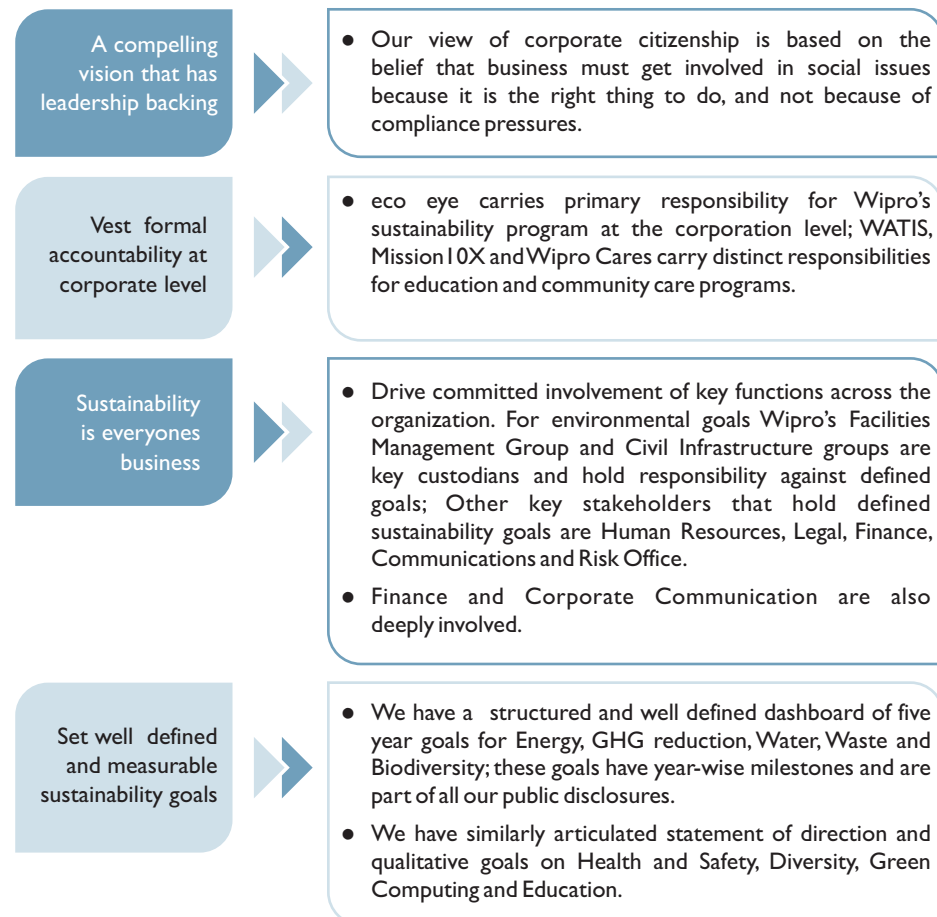 A compelling
vision that has
leadership backing
● Our view of corporate citizenship is based on the
belief that business must get involved in social issues
because it is the right thing to do, and not because of
compliance pressures.
Vest formal
accountability at
corporate level
● eco eye carries primary responsibility for Wipro's
sustainability program at the corporation level; WATIS,
Mission10X and Wipro Cares carry distinct responsibilities
for education and community care programs.
Sustainability
is everyones
business
● Drive committed involvement of key functions across the
organization. For environmental goals Wipro's Facilities
Management Group and Civil Infrastructure groups are
key custodians and hold responsibility against defined
goals; Other key stakeholders that hold defined
sustainability goals are Human Resources, Legal, Finance,
Communications and Risk Office.
● Finance and Corporate Communication are also
deeply involved.
Set well defined
and measurable
sustainability goals
● We have a structured and well defined dashboard of five
year goals for Energy, GHG reduction, Water, Waste and
Biodiversity; these goals have year-wise milestones and are
part of all our public disclosures.
● We have similarly articulated statement of direction and
qualitative goals on Health and Safety, Diversity, Green
Computing and Education.